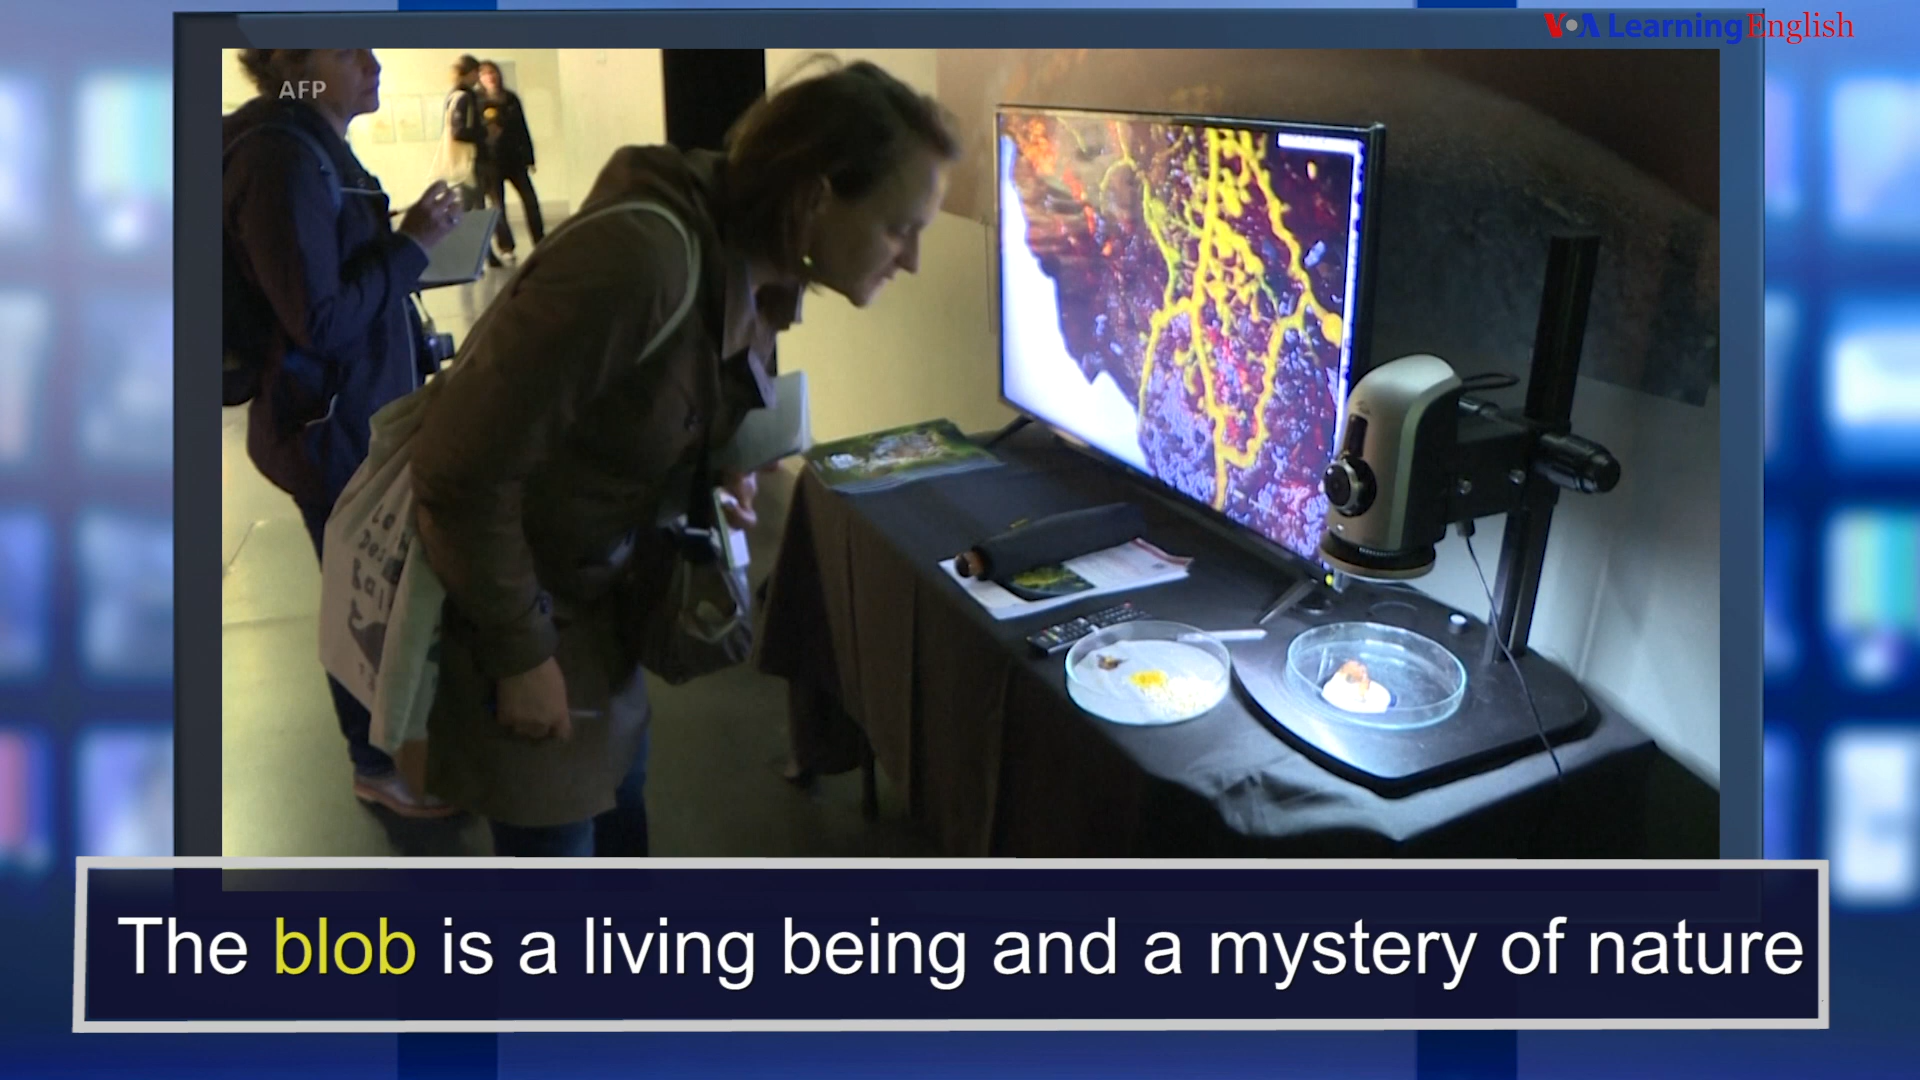 VOA Learning English
AFP
The blob is a living being and a mystery of nature